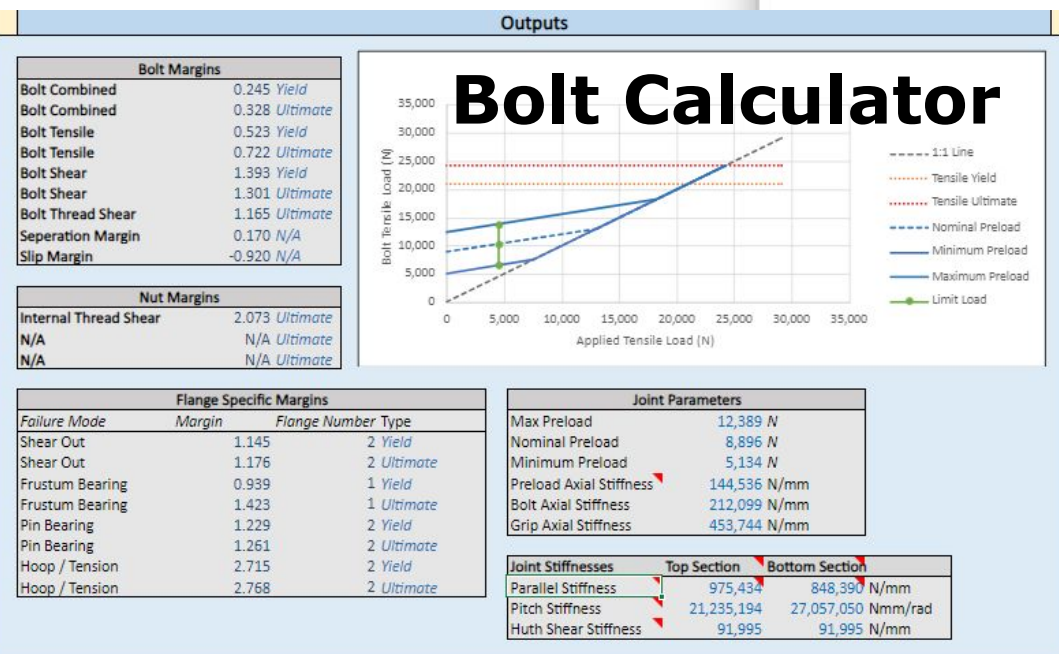 Outputs
Bolt Margins
Bolt Combined 0.245 Yield
Bolt Combined 0.328 Ultimate
Bolt Tensile 0.523 Yield
Bolt Tensile 0.722 Ultimate
Bolt Shear 1.393 Yield
Bolt Shear 1.301 Ultimate
Bolt Thread Shear 1.165 Ultimate
Seperation Margin 0.170 N/A
Slip Margin -0.920 N/A
Nut Margins
Internal Thread Shear 2.073 Ultimate
N/A N/A Ultimate
N/A N/A Ultimate
Bolt Calculator
35,000
30,000
25,000
20,000
15,000
10,000
5,000
0
Bolt Tensile Load (N)
0 5,000 10,000 15,000 20,000 25,000 30,000 35,000
Applied Tensile Load (N)
1:1 Line
Tensile Yield
Tensile Ultimate
Nominal Preload
Minimum Preload
Maximum Preload
Limit Load
Flange Specific Margins
Failure Mode Margin Flange Number Type
Shear Out 1.145 2 Yield
Shear Out 1.176 2 Ultimate
Frustum Bearing 0.939 1 Yield
Frustum Bearing 1.423 1 Ultimate
Pin Bearing 1.229 2 Yield
Pin Bearing 1.261 2 Ultimate
Hoop / Tension 2.715 2 Yield
Hoop / Tension 2.768 2 Ultimate
Joint Parameters
Max Preload 12,389 N
Nominal Preload 8,896 N
Minimum Preload 5,134 N
Preload Axial Stiffness 144,536 N/mm
Bolt Axial Stiffness 212,099 N/mm
Grip Axial Stiffness 453,744 N/mm
Joint Stiffnesses Top Section Bottom Section
Parallel Stiffness 975,434 848,390 N/mm
Pitch Stiffness 21,235,194 27,057,050 Nmm/rad
Huth Shear Stiffness 91,995 91,995 N/mm